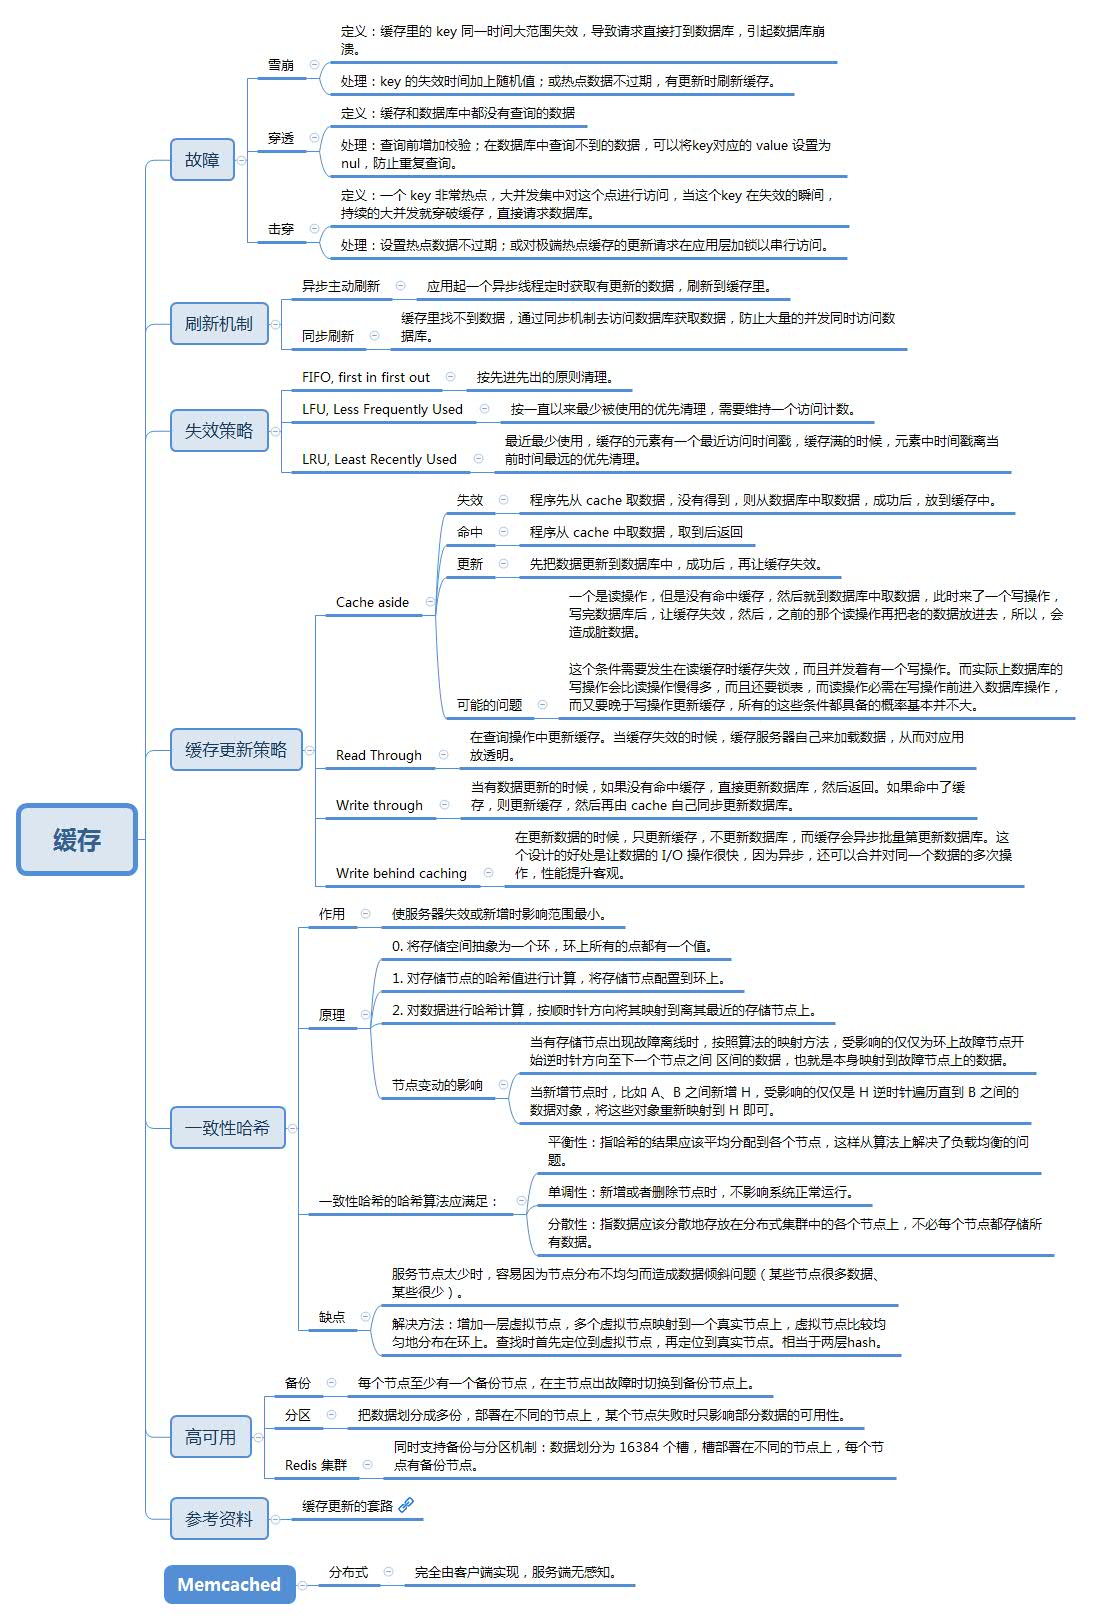 缓存
故障
雪崩
定义：缓存里的 key 同一时间大范围失效，导致请求直接打到数据库，引起数据库崩
溃。
处理：key 的失效时间加上随机值；或热点数据不过期，有更新时刷新缓存。
穿透
定义：缓存和数据库中都没有查询的数据
处理：查询前增加校验；在数据库中查询不到的数据，可以将key对应的 value 设置为
nul，防止重复查询。
击穿
定义：一个 key 非常热点，大并发集中对这个点进行访问，当这个key 在失效的瞬间，
持续的大并发就穿破缓存，直接请求数据库。
处理：设置热点数据不过期；或对极端热点缓存的更新请求在应用层加锁以串行访问。
刷新机制
异步主动刷新
应用起一个异步线程定时获取有更新的数据，刷新到缓存里。
同步刷新
缓存里找不到数据，通过同步机制去访问数据库获取数据，防止大量的并发同时访问数
据库。
失效策略
FIFO, first in first out
按先进先出的原则清理。
LFU, Less Frequently Used
按一直以来最少被使用的优先清理，需要维持一个访问计数。
LRU, Least Recently Used
最近最少使用，缓存的元素有一个最近访问时间戳，缓存满的时候，元素中时间戳离当
前时间最远的优先清理。
缓存更新策略
Cache aside
失效
程序先从 cache 取数据，没有得到，则从数据库中取数据，成功后，放到缓存中。
命中
程序从 cache 中取数据，取到后返回
更新
先把数据更新到数据库中，成功后，再让缓存失效。
可能的问题
一个是读操作，但是没有命中缓存，然后就到数据库中取数据，此时来了一个写操作，
写完数据库后，让缓存失效，然后，之前的那个读操作再把老的数据放进去，所以，会
造成脏数据。
这个条件需要发生在读缓存时缓存失效，而且并发着有一个写操作。而实际上数据库的
写操作会比读操作慢得多，而且还要锁表，而读操作必需在写操作前进入数据库操作，
而又要晚于写操作更新缓存，所有的这些条件都具备的概率基本并不大。
Read Through
在查询操作中更新缓存。当缓存失效的时候，缓存服务器自己来加载数据，从而对应用
放透明。
Write through
当有数据更新的时候，如果没有命中缓存，直接更新数据库，然后返回。如果命中了缓
存，则更新缓存，然后再由 cache 自己同步更新数据库。
Write behind caching
在更新数据的时候，只更新缓存，不更新数据库，而缓存会异步批量第更新数据库。这
个设计的好处是让数据的 I/O 操作很快，因为异步，还可以合并对同一个数据的多次操
作，性能提升客观。
一致性哈希
作用
使服务器失效或新增时影响范围最小。
原理
0. 将存储空间抽象为一个环，环上所有的点都有一个值。
1. 对存储节点的哈希值进行计算，将存储节点配置到环上。
2. 对数据进行哈希计算，按顺时针方向将其映射到离其最近的存储节点上。
节点变动的影响
当有存储节点出现故障离线时，按照算法的映射方法，受影响的仅仅为环上故障节点开
始逆时针方向至下一个节点之间 区间的数据，也就是本身映射到故障节点上的数据。
当新增节点时，比如 A、B 之间新增 H，受影响的仅仅是 H 逆时针遍历直到 B 之间的
数据对象，将这些对象重新映射到 H 即可。
一致性哈希的哈希算法应满足：
平衡性：指哈希的结果应该平均分配到各个节点，这样从算法上解决了负载均衡的问
题。
单调性：新增或者删除节点时，不影响系统正常运行。
分散性：指数据应该分散地存放在分布式集群中的各个节点上，不必每个节点都存储所
有数据。
缺点
服务节点太少时，容易因为节点分布不均匀而造成数据倾斜问题（某些节点很多数据、
某些很少）。
解决方法：增加一层虚拟节点，多个虚拟节点映射到一个真实节点上，虚拟节点比较均
匀地分布在环上。查找时首先定位到虚拟节点，再定位到真实节点。相当于两层hash。
高可用
备份
每个节点至少有一个备份节点，在主节点出故障时切换到备份节点上。
分区
把数据划分成多份，部署在不同的节点上，某个节点失败时只影响部分数据的可用性。
Redis 集群
同时支持备份与分区机制：数据划分为 16384 个槽，槽部署在不同的节点上，每个节
点有备份节点。
参考资料
缓存更新的套路
Memcached
分布式
完全由客户端实现，服务端无感知。